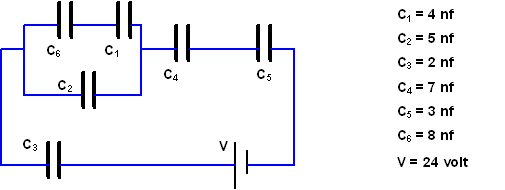 C₆ C₁
C₄ C₅
C₂
C₃ V
C₁ = 4 nf
C₂ = 5 nf
C₃ = 2 nf
C₄ = 7 nf
C₅ = 3 nf
C₆ = 8 nf
V = 24 volt